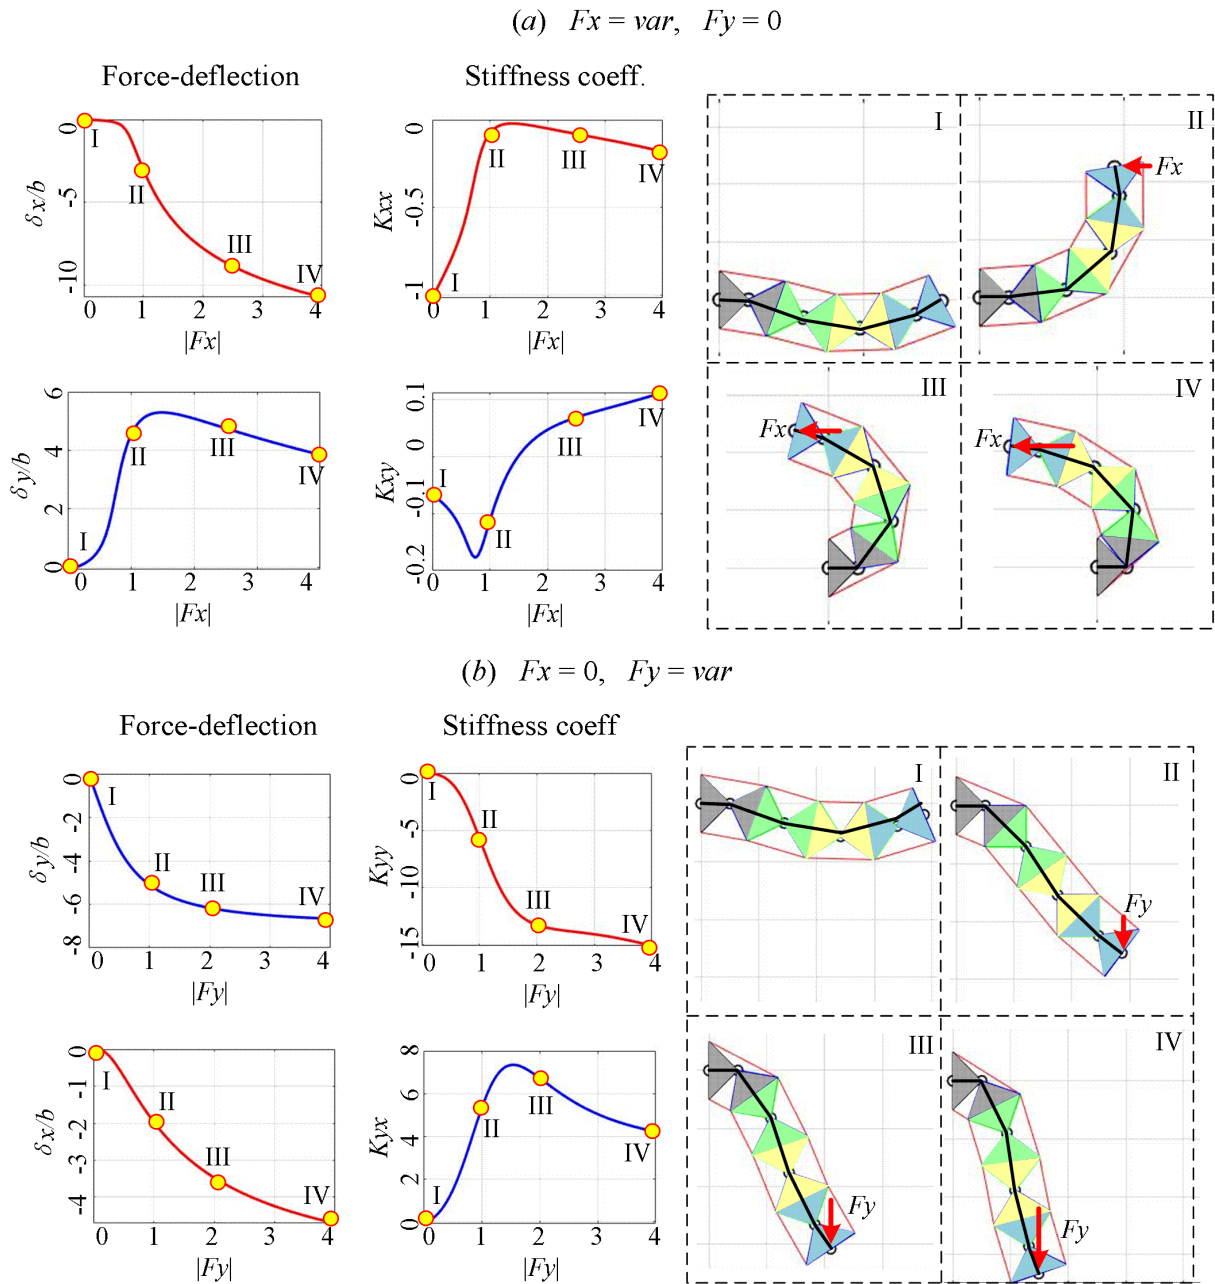 (a) Fx = var, Fy = 0
Force-deflection
Stiffness coeff.
δx/b
0
-5
-10
I
II
III
IV
0 1 2 3 4
|Fx|
Kxx
0
-0.5
-1
I
II
III
IV
0 1 2 3 4
|Fx|
I
II
Fx
δy/b
6
4
2
0
I
II
III
IV
0 1 2 3 4
|Fx|
Kxy
0.1
0
-0.1
-0.1
-0.2
I
II
III
IV
0 1 2 3 4
|Fx|
III
Fx
IV
Fx
(b) Fx = 0, Fy = var
Force-deflection
Stiffness coeff
δy/b
0
-2
-4
-6
-8
I
II
III
IV
0 1 2 3 4
|Fy|
Kyy
0
-5
-10
-15
I
II
III
IV
0 1 2 3 4
|Fy|
I
II
Fy
δx/b
0
-1
-2
-3
-4
I
II
III
IV
0 1 2 3 4
|Fy|
Kyx
8
6
4
2
0
I
II
III
IV
0 1 2 3 4
|Fy|
III
Fy
IV
Fy